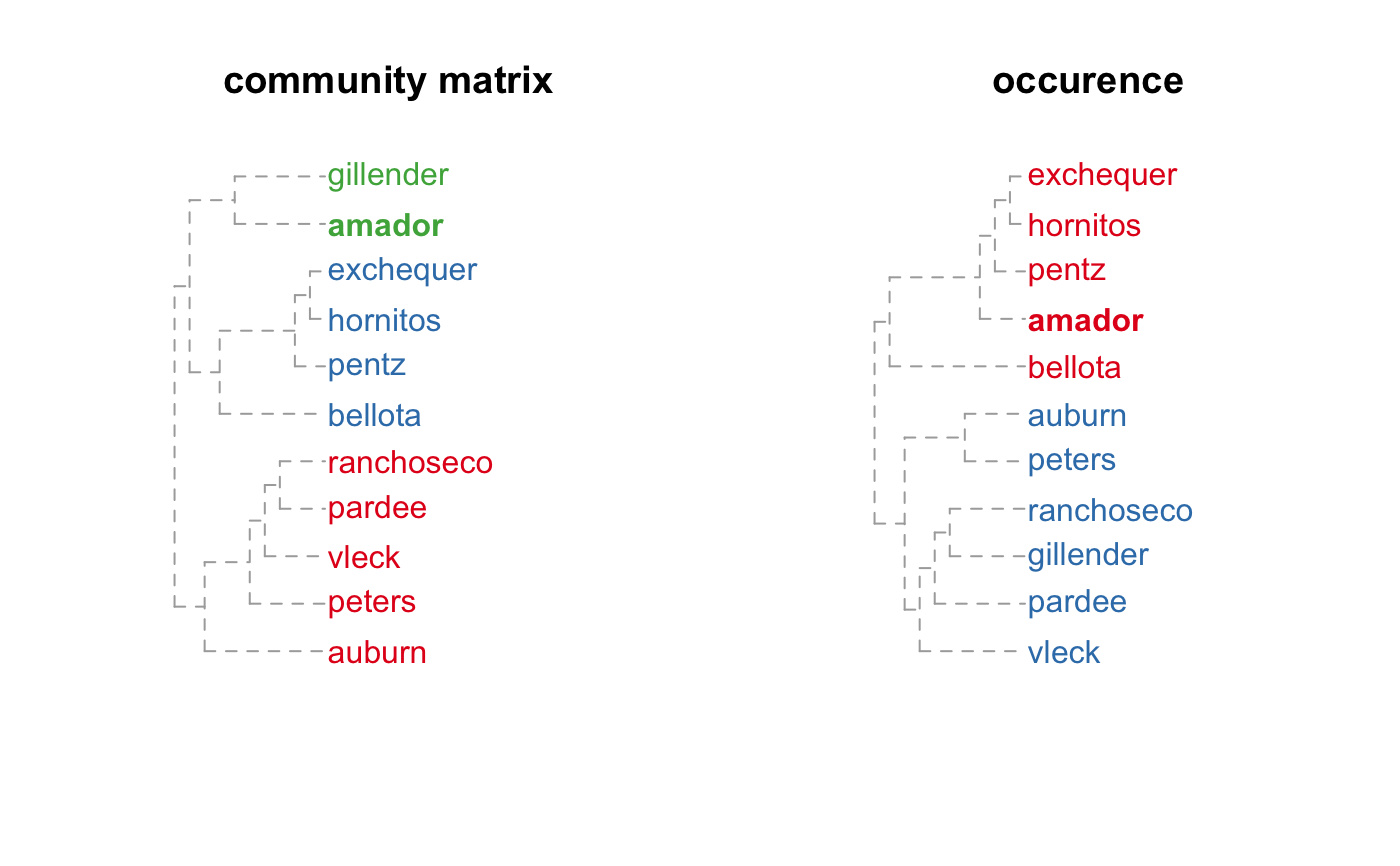 community matrix
gillender
amador
exchequer
hornitos
pentz
bellota
ranchoseco
pardee
vleck
peters
auburn
occurence
exchequer
hornitos
pentz
amador
bellota
auburn
peters
ranchoseco
gillender
pardee
vleck